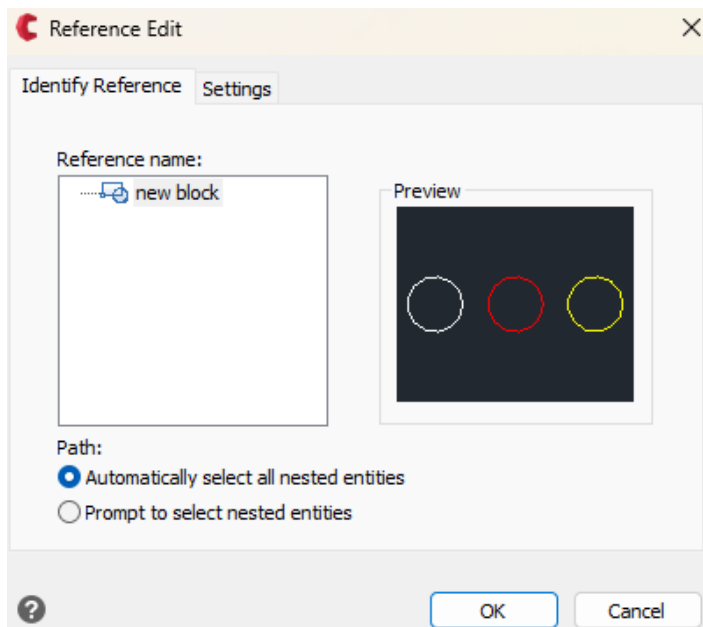 Reference Edit
Identify Reference
Settings
Reference name:
new block
Preview
Path:
Automatically select all nested entities
Prompt to select nested entities
?
OK
Cancel